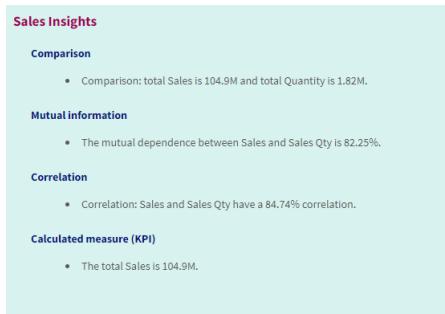 Sales Insights
Comparison
• Comparison: total Sales is 104.9M and total Quantity is 1.82M.
Mutual information
• The mutual dependence between Sales and Sales Qty is 82.25%.
Correlation
• Correlation: Sales and Sales Qty have a 84.74% correlation.
Calculated measure (KPI)
• The total Sales is 104.9M.